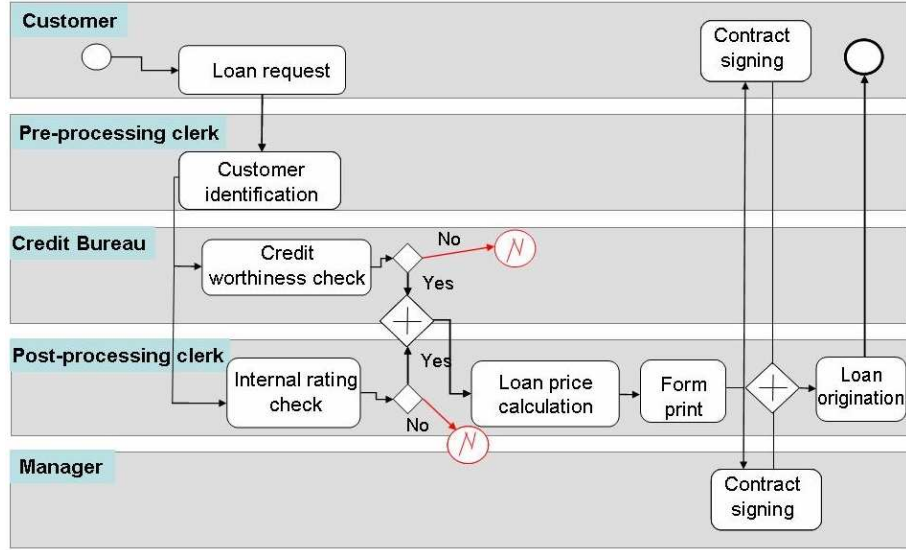 Customer
Loan request
Contract
signing
Pre-processing clerk
Customer
identification
Credit Bureau
Credit
worthiness check
No
Yes
Post-processing clerk
Yes
Internal rating
check
No
Loan price
calculation
Form
print
Loan
origination
Manager
Contract
signing